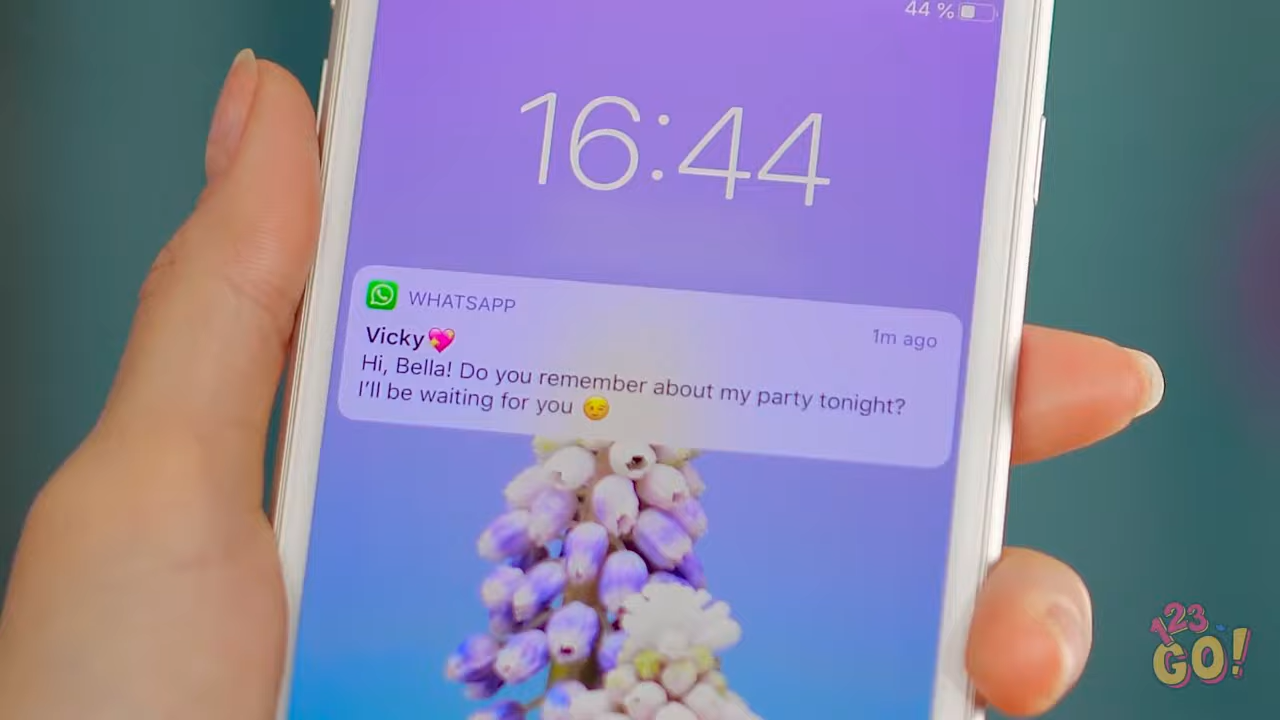 44 %
16:44
WHATSAPP
1m ago
Vicky💖
Hi, Bella! Do you remember about my party tonight?
I'll be waiting for you 😏
123
GO!